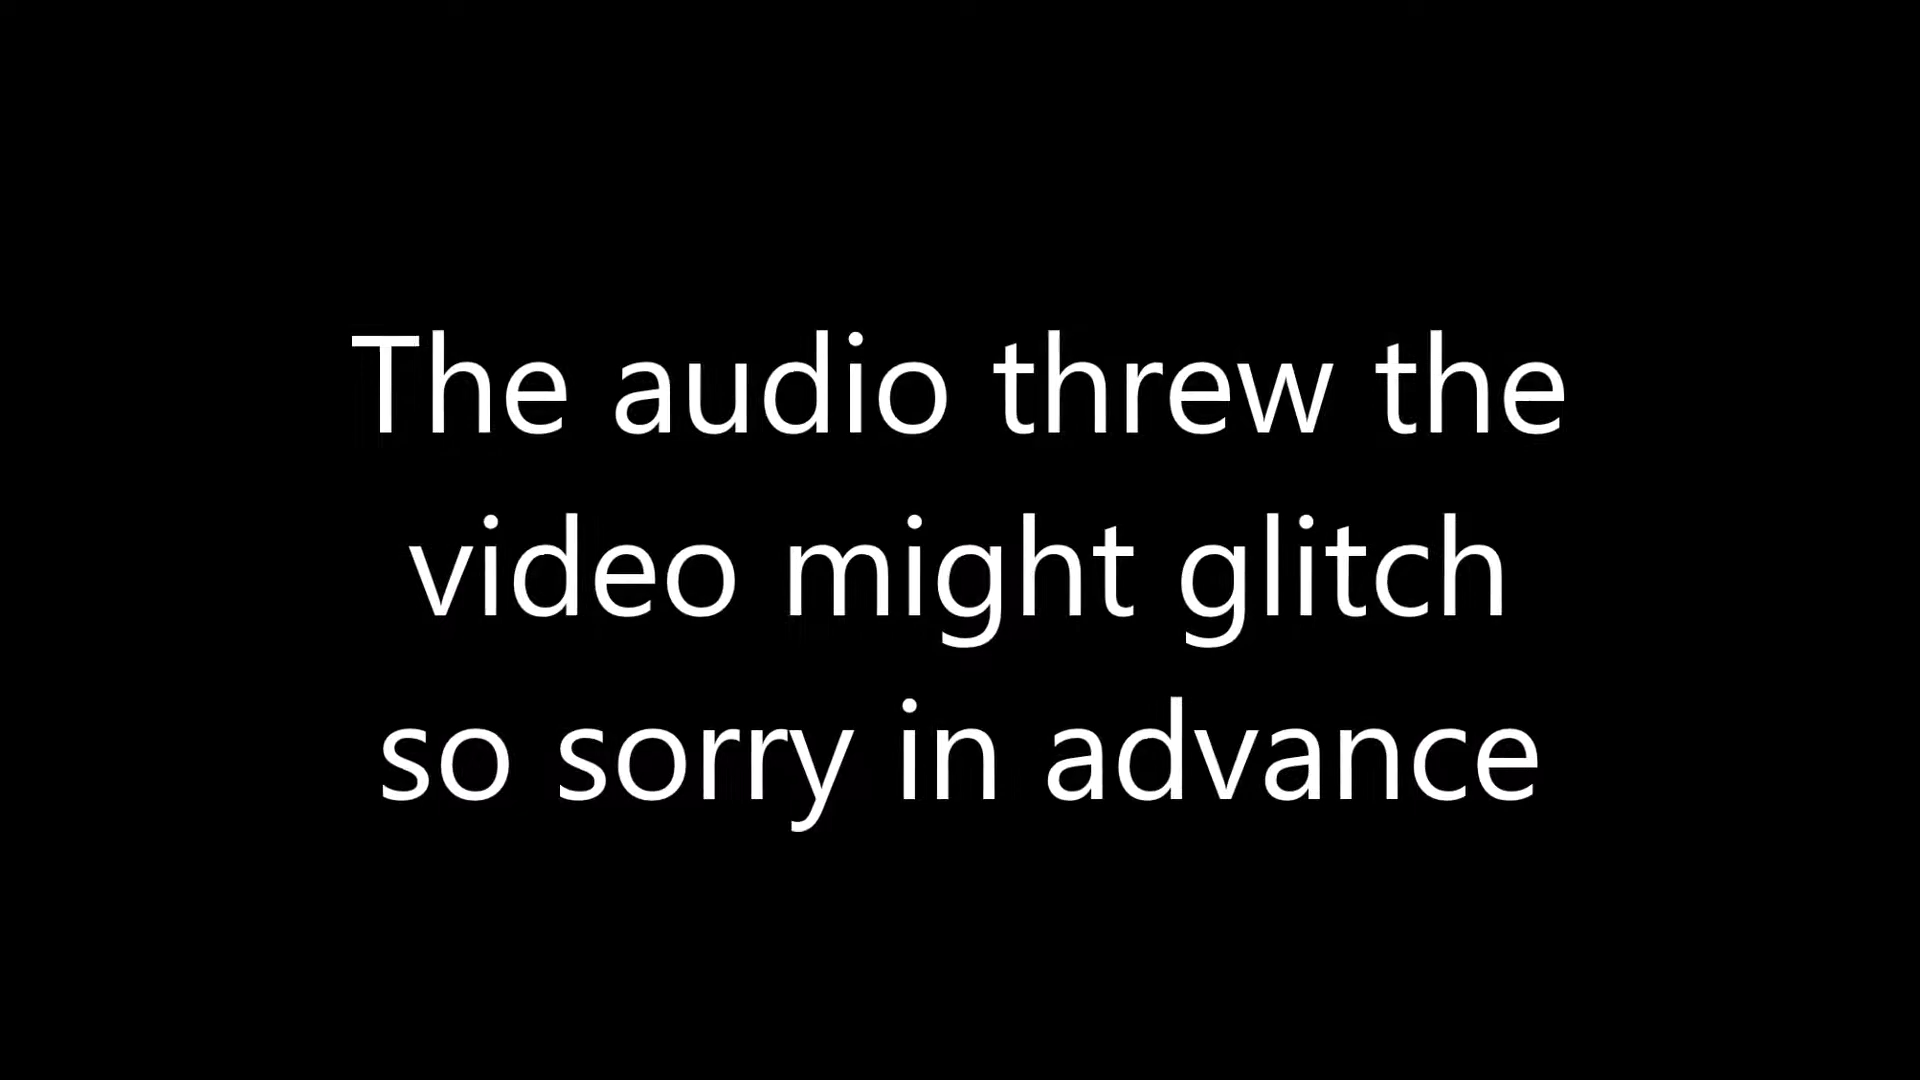 The audio threw the
video might glitch
so sorry in advance